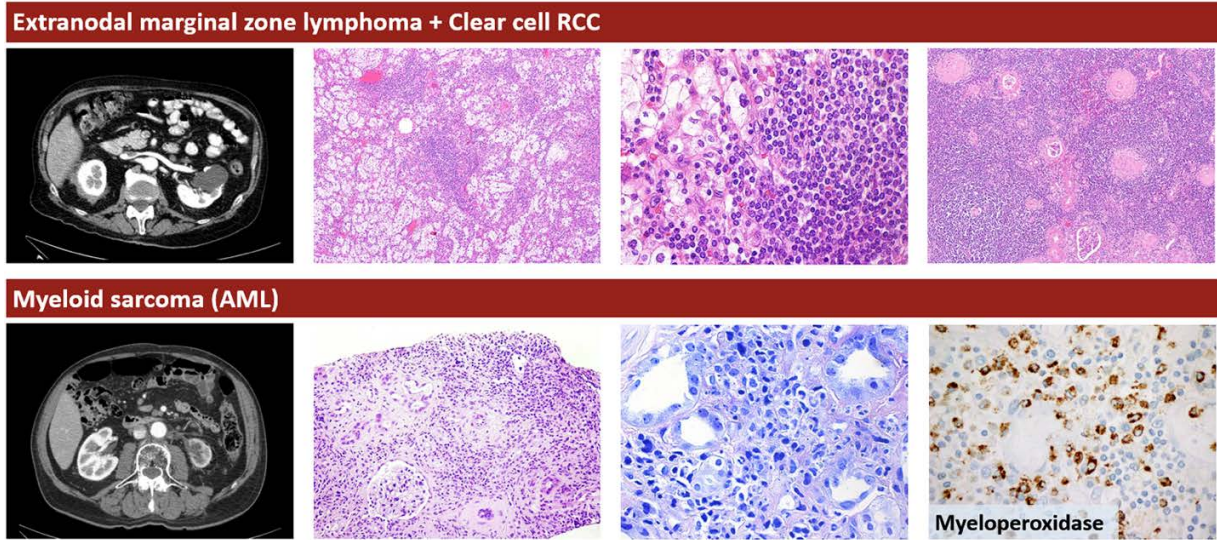 Extranodal marginal zone lymphoma + Clear cell RCC
Myeloid sarcoma (AML)
Myeloperoxidase